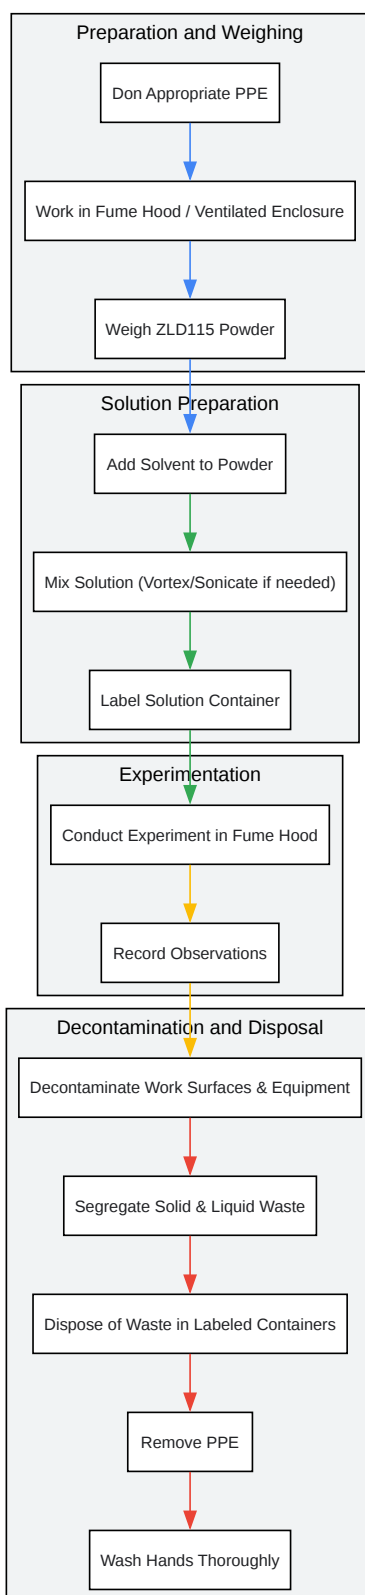 Preparation and Weighing
Don Appropriate PPE
Work in Fume Hood / Ventilated Enclosure
Weigh ZLD115 Powder
Solution Preparation
Add Solvent to Powder
Mix Solution (Vortex/Sonicate if needed)
Label Solution Container
Experimentation
Conduct Experiment in Fume Hood
Record Observations
Decontamination and Disposal
Decontaminate Work Surfaces & Equipment
Segregate Solid & Liquid Waste
Dispose of Waste in Labeled Containers
Remove PPE
Wash Hands Thoroughly